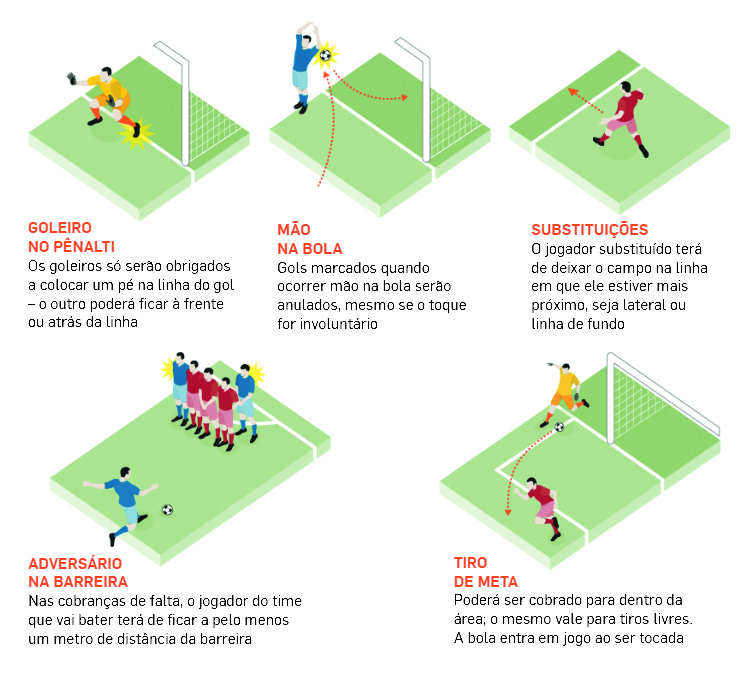 GOLEIRO
NO PÊNALTI
Os goleiros só serão obrigados
a colocar um pé na linha do gol
– o outro poderá ficar à frente
ou atrás da linha
MÃO
NA BOLA
Gols marcados quando
ocorrer mão na bola serão
anulados, mesmo se o toque
for involuntário
SUBSTITUIÇÕES
O jogador substituído terá
de deixar o campo na linha
em que ele estiver mais
próximo, seja lateral ou
linha de fundo
ADVERSÁRIO
NA BARREIRA
Nas cobranças de falta, o jogador do time
que vai bater terá de ficar a pelo menos
um metro de distância da barreira
TIRO
DE META
Poderá ser cobrado para dentro da
área; o mesmo vale para tiros livres.
A bola entra em jogo ao ser tocada